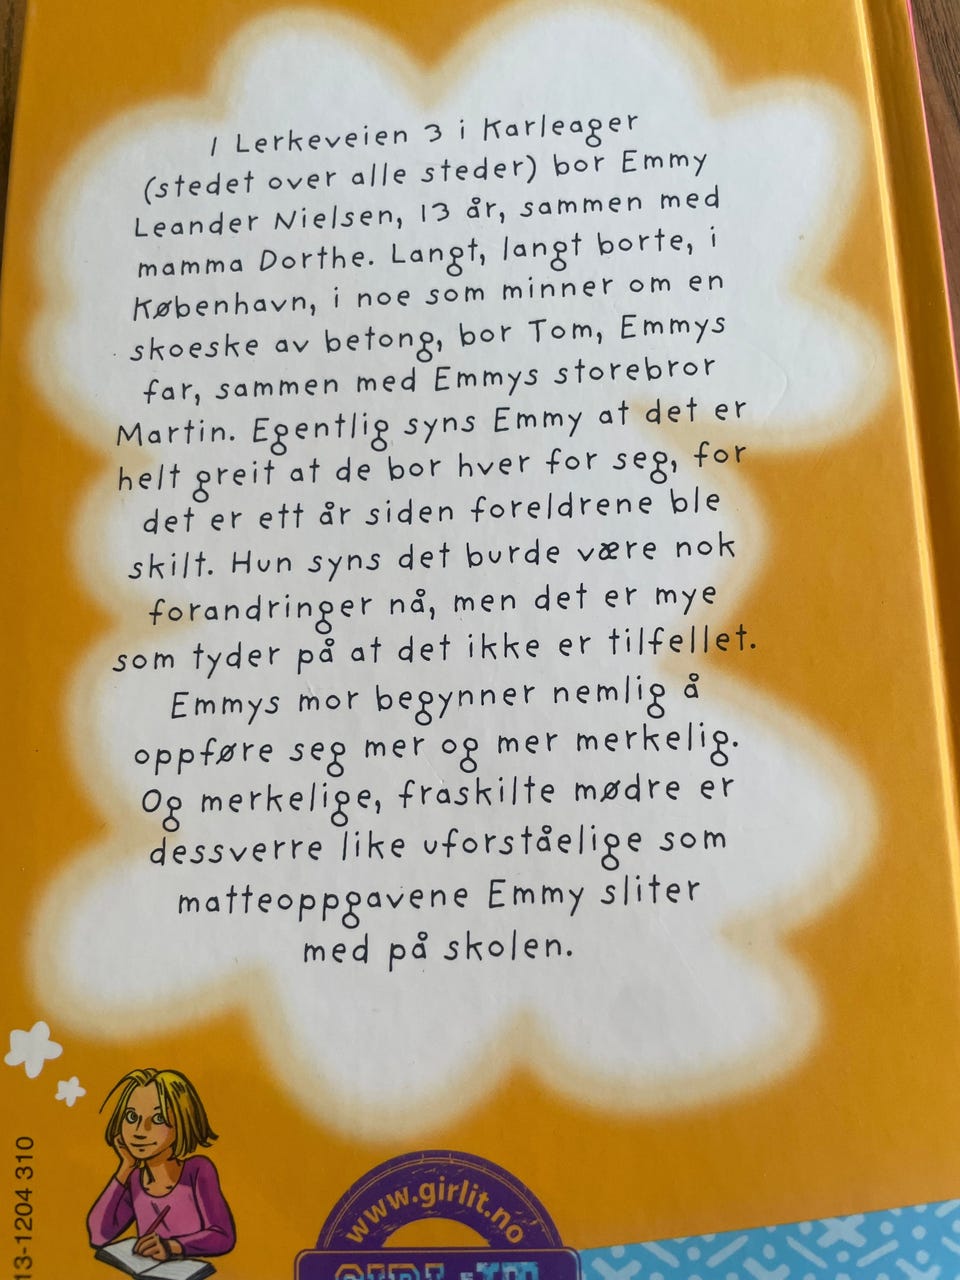 I Lerkeveien 3 i Karleager
(stedet over alle steder) bor Emmy
Leander Nielsen, 13 år, sammen med
mamma Dorthe. Langt, langt borte, i
København, i noe som minner om en
skoeske av betong, bor Tom, Emmys
far, sammen med Emmys storebror
Martin. Egentlig syns Emmy at det er
helt greit at de bor hver for seg, for
det er ett år siden foreldrene ble
skilt. Hun syns det burde være nok
forandringer nå, men det er mye
som tyder på at det ikke er tilfellet.
Emmys mor begynner nemlig å
oppføre seg mer og mer merkelig.
Og merkelige, fraskilte mødre er
dessverre like uforståelige som
matteoppgavene Emmy sliter
med på skolen.
13-1204 310
www.girlit.no